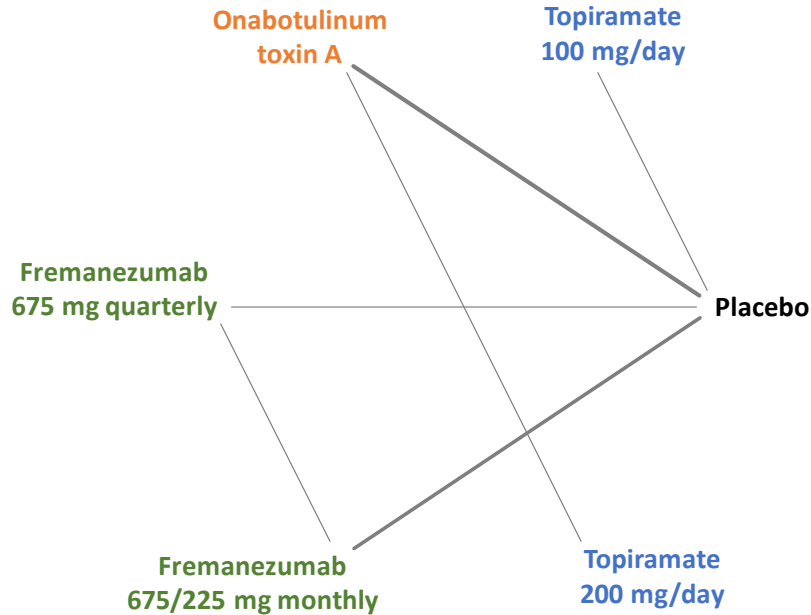 Onabotulinum
toxin A
Topiramate
100 mg/day
Fremanezumab
675 mg quarterly
Placebo
Fremanezumab
675/225 mg monthly
Topiramate
200 mg/day